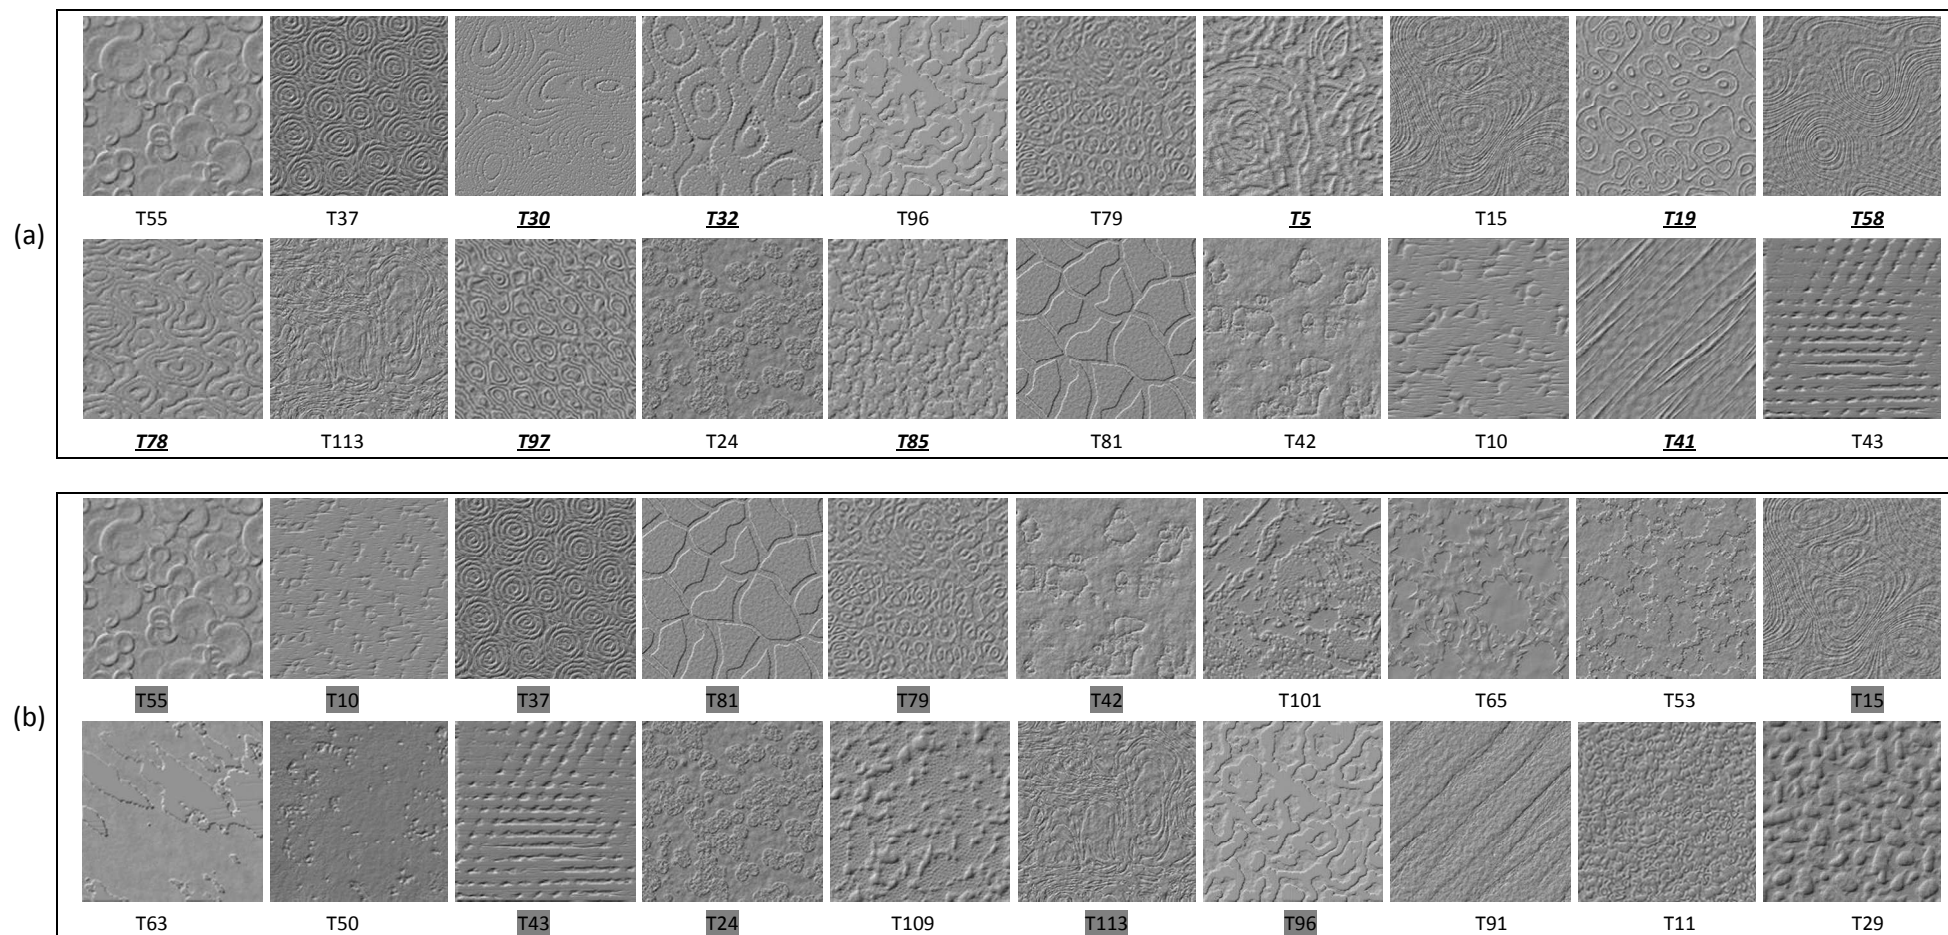 T55 T37 T30 T32 T96 T79 T5 T15 T19 T58
(a)
T78 T113 T97 T24 T85 T81 T42 T10 T41 T43
T55 T10 T37 T81 T79 T42 T101 T65 T53 T15
(b)
T63 T50 T43 T24 T109 T113 T96 T91 T11 T29